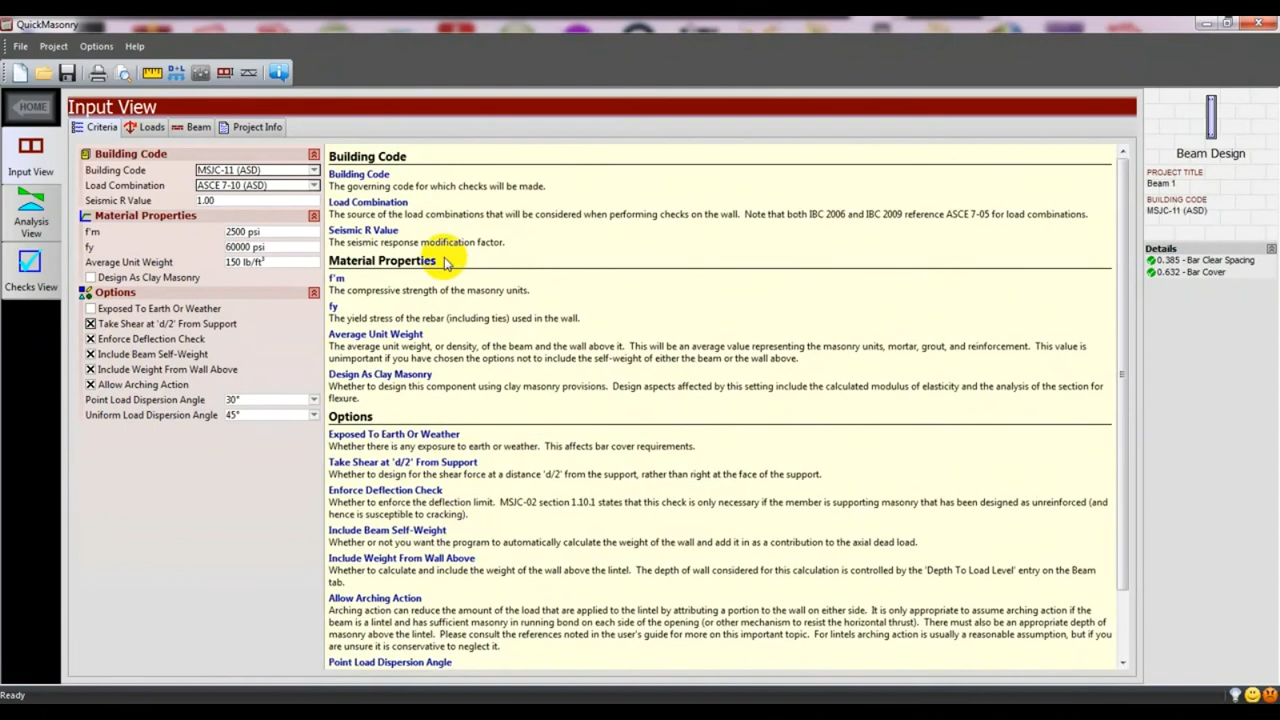 QuickMasonry
File Project Options Help
D+L
HOME
Input View
Analysis View
Checks View
Input View
Criteria Loads Beam Project Info
Building Code
Building Code MSJC-11 (ASD)
Load Combination ASCE 7-10 (ASD)
Seismic R Value 1.00
Material Properties
f'm 2500 psi
fy 60000 psi
Average Unit Weight 150 lb/ft³
Design As Clay Masonry
Options
Exposed To Earth Or Weather
Take Shear at 'd/2' From Support
Enforce Deflection Check
Include Beam Self-Weight
Include Weight From Wall Above
Allow Arching Action
Point Load Dispersion Angle 30°
Uniform Load Dispersion Angle 45°
Building Code
Building Code
The governing code for which checks will be made.
Load Combination
The source of the load combinations that will be considered when performing checks on the wall. Note that both IBC 2006 and IBC 2009 reference ASCE 7-05 for load combinations.
Seismic R Value
The seismic response modification factor.
Material Properties
f'm
The compressive strength of the masonry units.
fy
The yield stress of the rebar (including ties) used in the wall.
Average Unit Weight
The average unit weight, or density, of the beam and the wall above it. This will be an average value representing the masonry units, mortar, grout, and reinforcement. This value is
unimportant if you have chosen the options not to include the self-weight of either the beam or the wall above.
Design As Clay Masonry
Whether to design this component using clay masonry provisions. Design aspects affected by this setting include the calculated modulus of elasticity and the analysis of the section for
flexure.
Options
Exposed To Earth Or Weather
Whether there is any exposure to earth or weather. This affects bar cover requirements.
Take Shear at 'd/2' From Support
Whether to design for the shear force at a distance 'd/2' from the support, rather than right at the face of the support.
Enforce Deflection Check
Whether to enforce the deflection limit. MSJC-02 section 1.10.1 states that this check is only necessary if the member is supporting masonry that has been designed as unreinforced (and
hence is susceptible to cracking).
Include Beam Self-Weight
Whether or not you want the program to automatically calculate the weight of the wall and add it in as a contribution to the axial dead load.
Include Weight From Wall Above
Whether to calculate and include the weight of the wall above the lintel. The depth of wall considered for this calculation is controlled by the 'Depth To Load Level' entry on the Beam
tab.
Allow Arching Action
Arching action can reduce the amount of the load that are applied to the lintel by attributing a portion to the wall on either side. It is only appropriate to assume arching action if the
beam is a lintel and has sufficient masonry in running bond on each side of the opening (or other mechanism to resist the horizontal thrust). There must also be an appropriate depth of
masonry above the lintel. Please consult the references noted in the user's guide for more on this important topic. For lintels arching action is usually a reasonable assumption, but if you
are unsure it is conservative to neglect it.
Point Load Dispersion Angle
Beam Design
PROJECT TITLE
Beam 1
BUILDING CODE
MSJC-11 (ASD)
Details
0.385 - Bar Clear Spacing
0.632 - Bar Cover
Ready